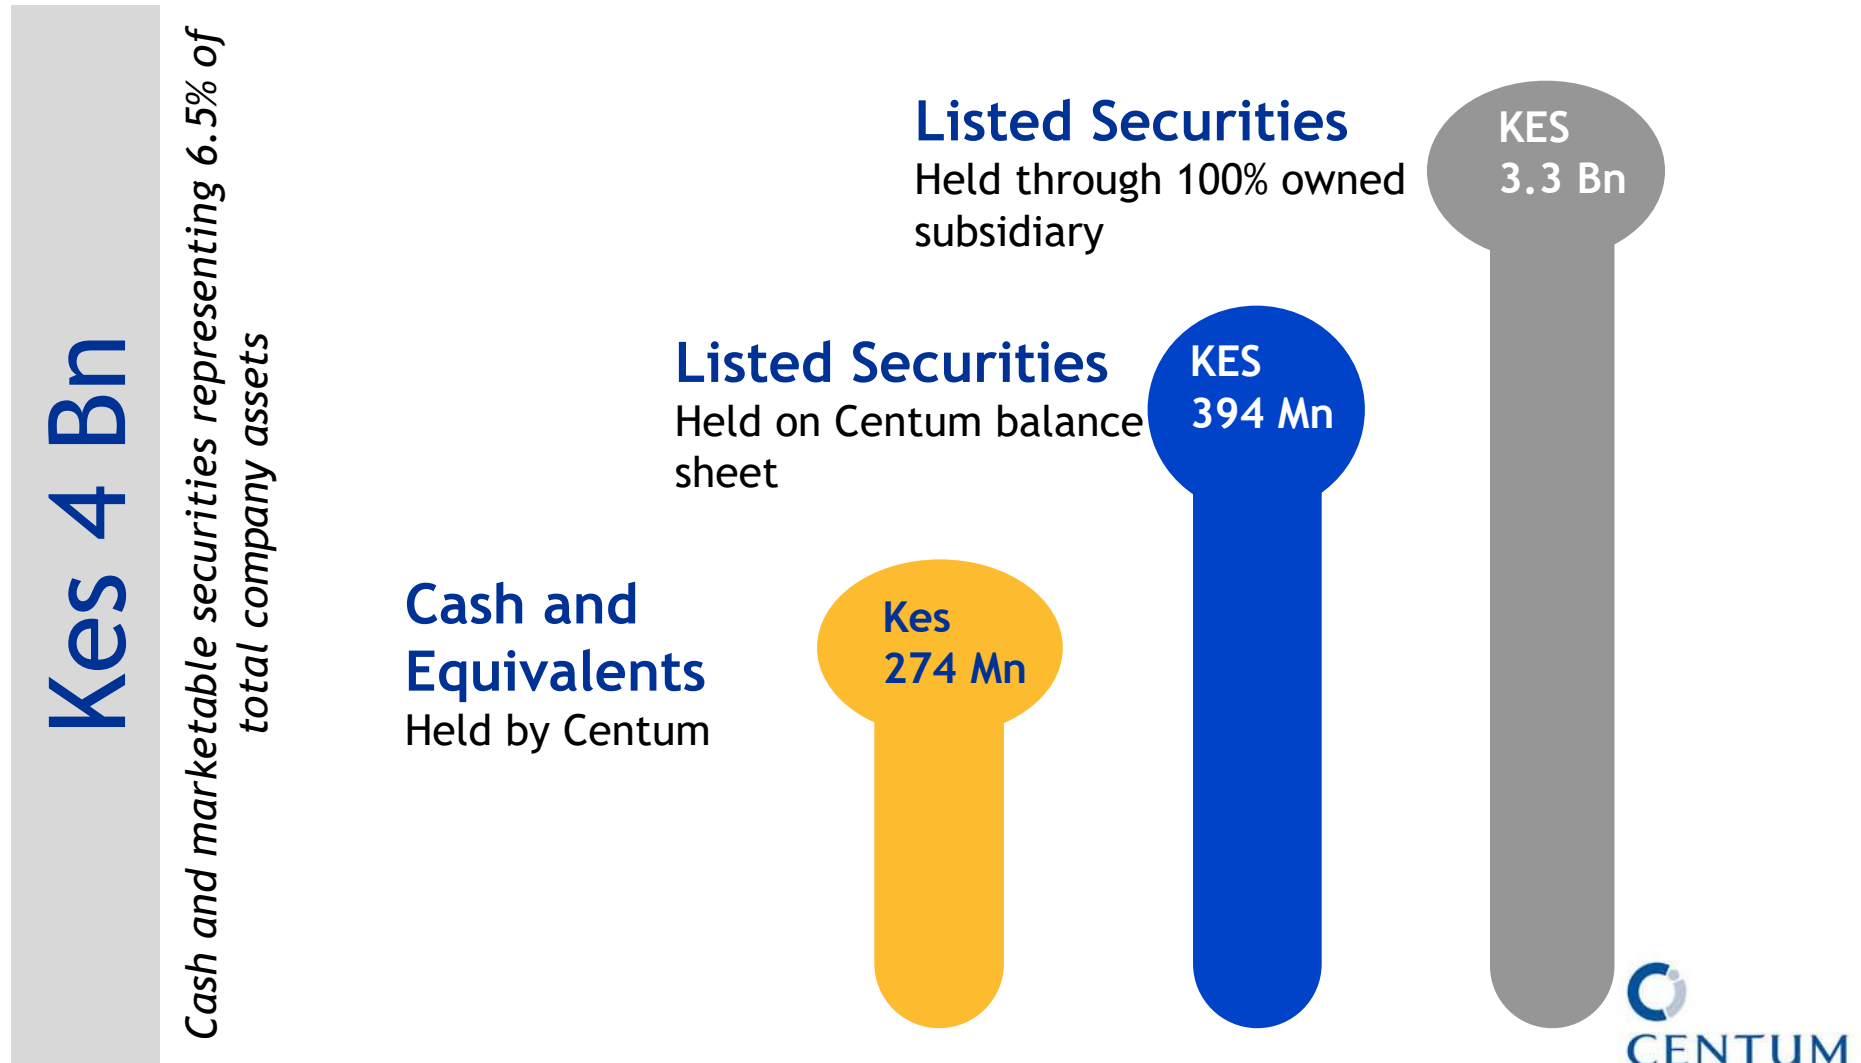 Kes 4 Bn
Cash and marketable securities representing 6.5% of
total company assets
Listed Securities
Held through 100% owned
subsidiary
KES
3.3 Bn
Listed Securities
Held on Centum balance
sheet
KES
394 Mn
Cash and
Equivalents
Held by Centum
Kes
274 Mn
CENTUM